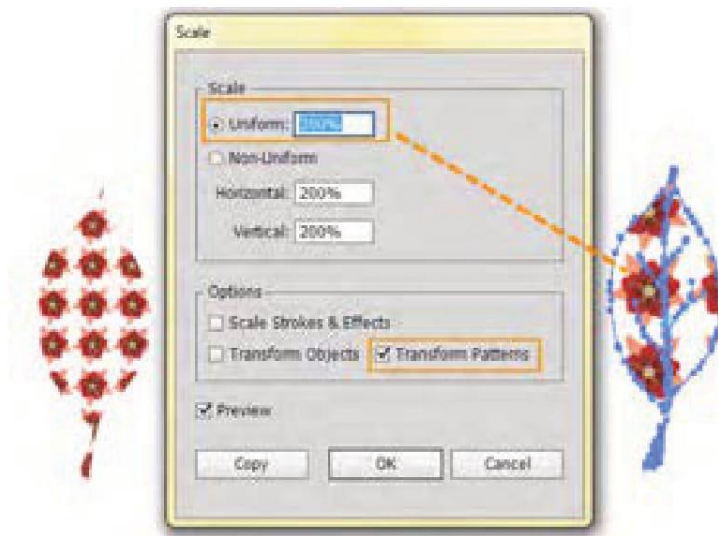 Scale
Scale
Uniform: 200%
Non-Uniform
Horizontal: 200%
Vertical: 200%
Options
Scale Strokes & Effects
Transform Objects Transform Patterns
Preview
Copy OK Cancel